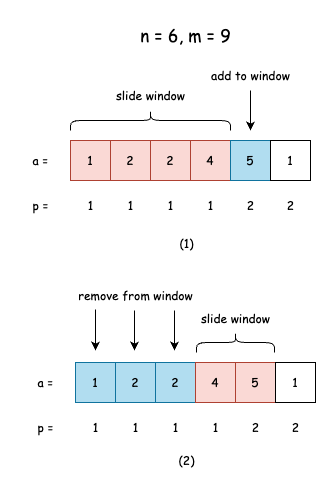 n = 6, m = 9
add to window
slide window
a = 1 2 2 4 5 1
p = 1 1 1 1 2 2
(1)
remove from window
slide window
a = 1 2 2 4 5 1
p = 1 1 1 1 2 2
(2)